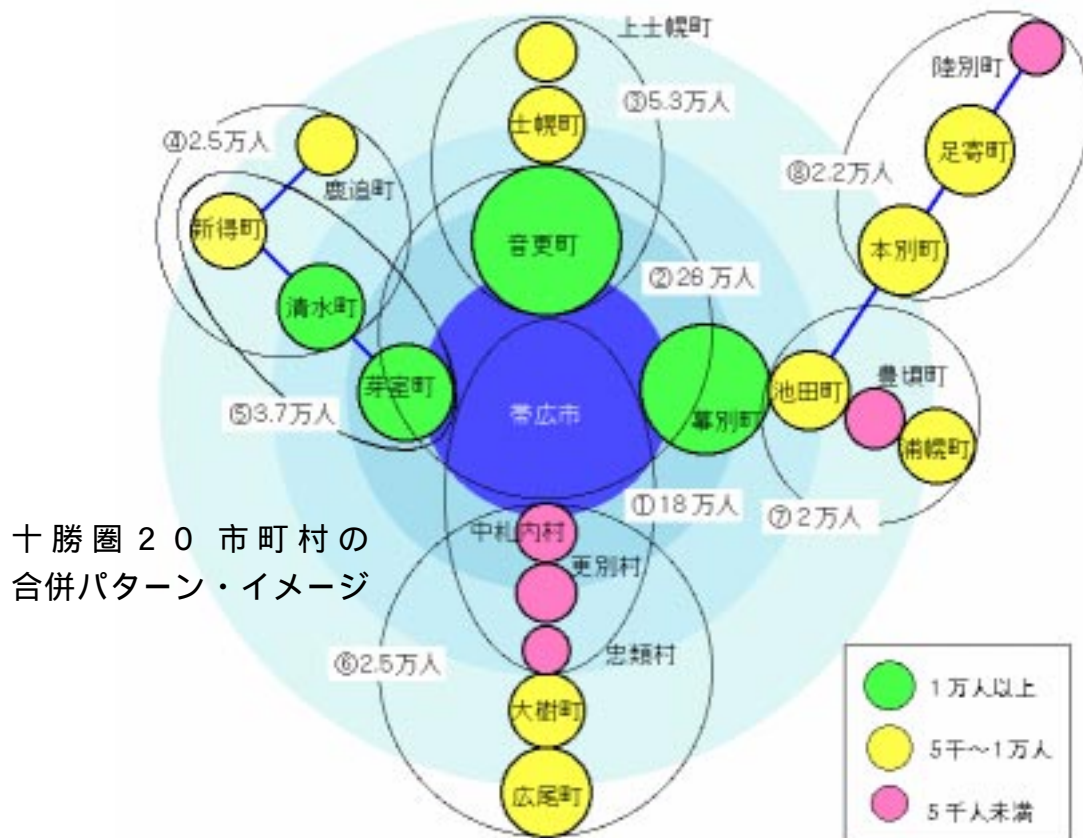 上士幌町
③5.3万人
士幌町
陸別町
足寄町
⑧2.2万人
本別町
④2.5万人
鹿追町
新得町
清水町
芽室町
⑤3.7万人
音更町
②26万人
帯広市
幕別町
池田町
豊頃町
浦幌町
⑦2万人
①18万人
中札内村
更別村
忠類村
⑥2.5万人
大樹町
広尾町
十勝圏20市町村の
合併パターン・イメージ
1万人以上
5千～1万人
5千人未満